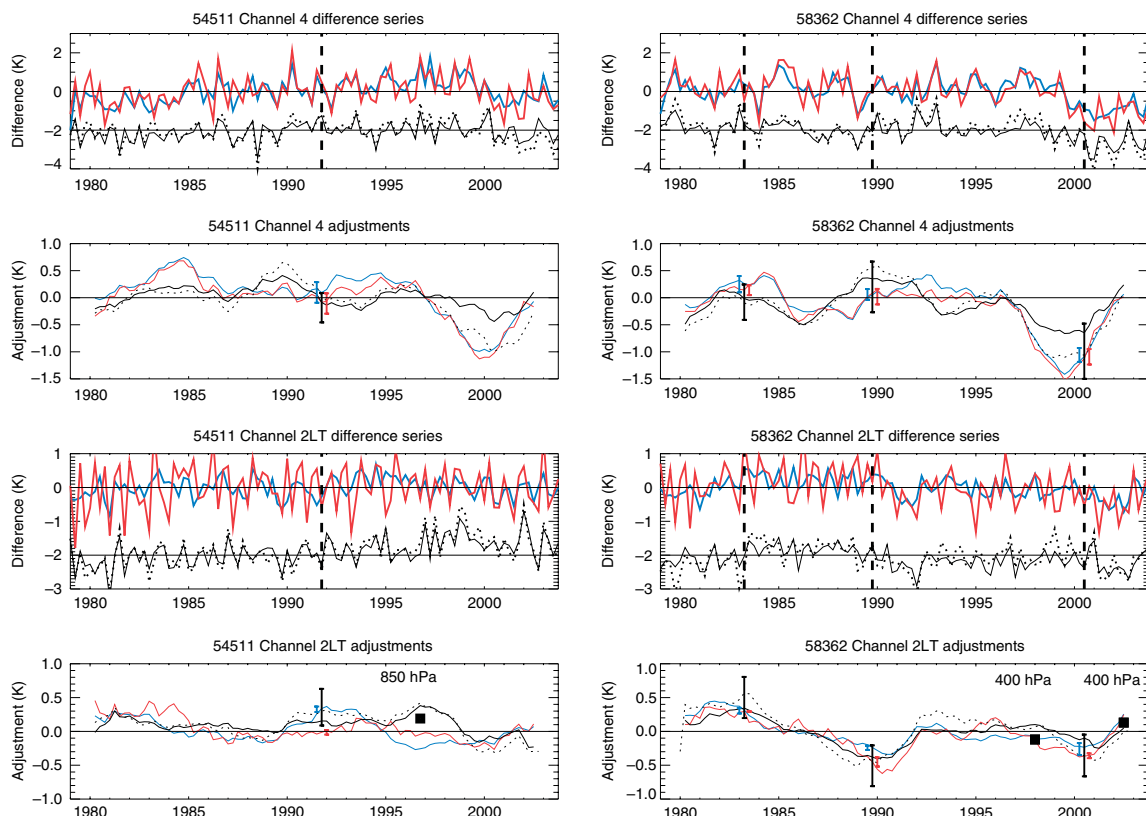 54511 Channel 4 difference series
Difference (K)
2
0
−2
−4
1980 1985 1990 1995 2000
58362 Channel 4 difference series
Difference (K)
2
0
−2
−4
1980 1985 1990 1995 2000
54511 Channel 4 adjustments
Adjustment (K)
1.0
0.5
0.0
−0.5
−1.0
−1.5
1980 1985 1990 1995 2000
58362 Channel 4 adjustments
Adjustment (K)
1.0
0.5
0.0
−0.5
−1.0
−1.5
1980 1985 1990 1995 2000
54511 Channel 2LT difference series
Difference (K)
1
0
−1
−2
−3
1980 1985 1990 1995 2000
58362 Channel 2LT difference series
Difference (K)
1
0
−1
−2
−3
1980 1985 1990 1995 2000
54511 Channel 2LT adjustments
Adjustment (K)
1.0
0.5
0.0
−0.5
−1.0
850 hPa
1980 1985 1990 1995 2000
58362 Channel 2LT adjustments
Adjustment (K)
1.0
0.5
0.0
−0.5
−1.0
400 hPa 400 hPa
1980 1985 1990 1995 2000